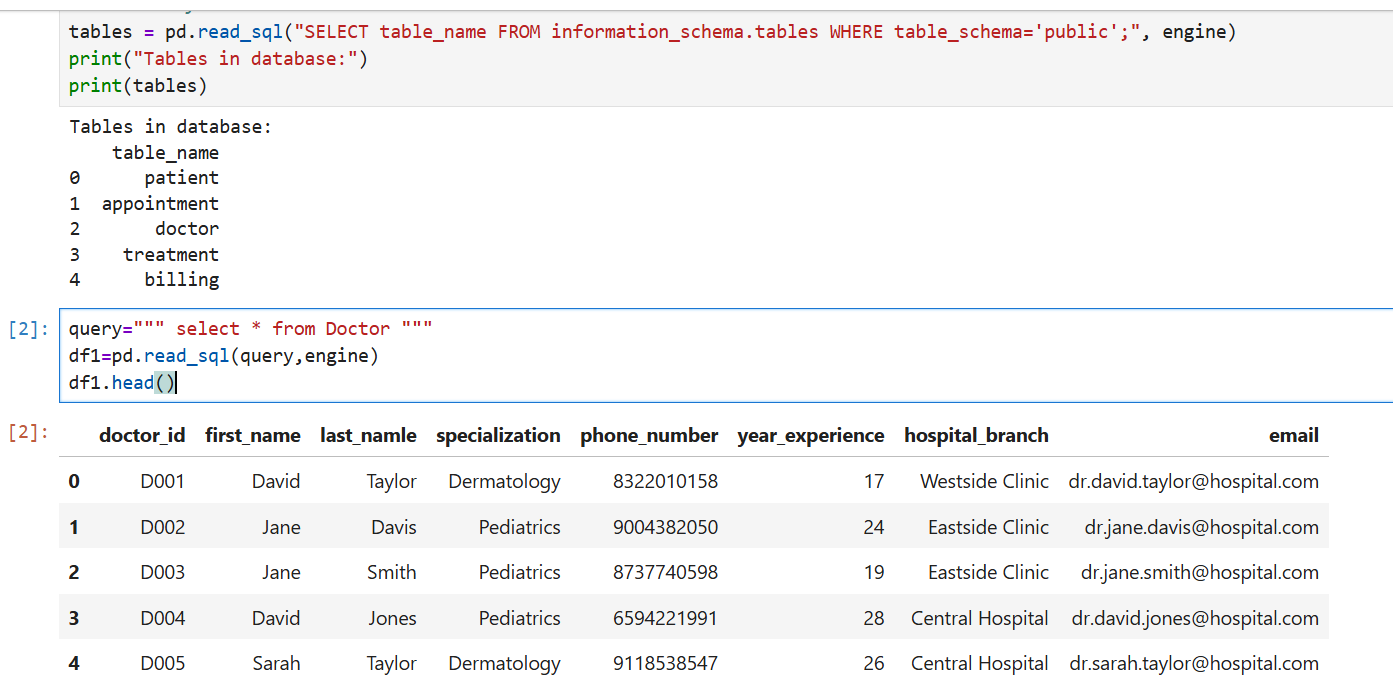 tables = pd.read_sql("SELECT table_name FROM information_schema.tables WHERE table_schema='public';", engine)
print("Tables in database:")
print(tables)
Tables in database:
    table_name
0      patient
1  appointment
2       doctor
3    treatment
4      billing
[2]: query=""" select * from Doctor """
df1=pd.read_sql(query,engine)
df1.head()
[2]: doctor_id first_name last_namle specialization phone_number year_experience hospital_branch email
0 D001 David Taylor Dermatology 8322010158 17 Westside Clinic dr.david.taylor@hospital.com
1 D002 Jane Davis Pediatrics 9004382050 24 Eastside Clinic dr.jane.davis@hospital.com
2 D003 Jane Smith Pediatrics 8737740598 19 Eastside Clinic dr.jane.smith@hospital.com
3 D004 David Jones Pediatrics 6594221991 28 Central Hospital dr.david.jones@hospital.com
4 D005 Sarah Taylor Dermatology 9118538547 26 Central Hospital dr.sarah.taylor@hospital.com